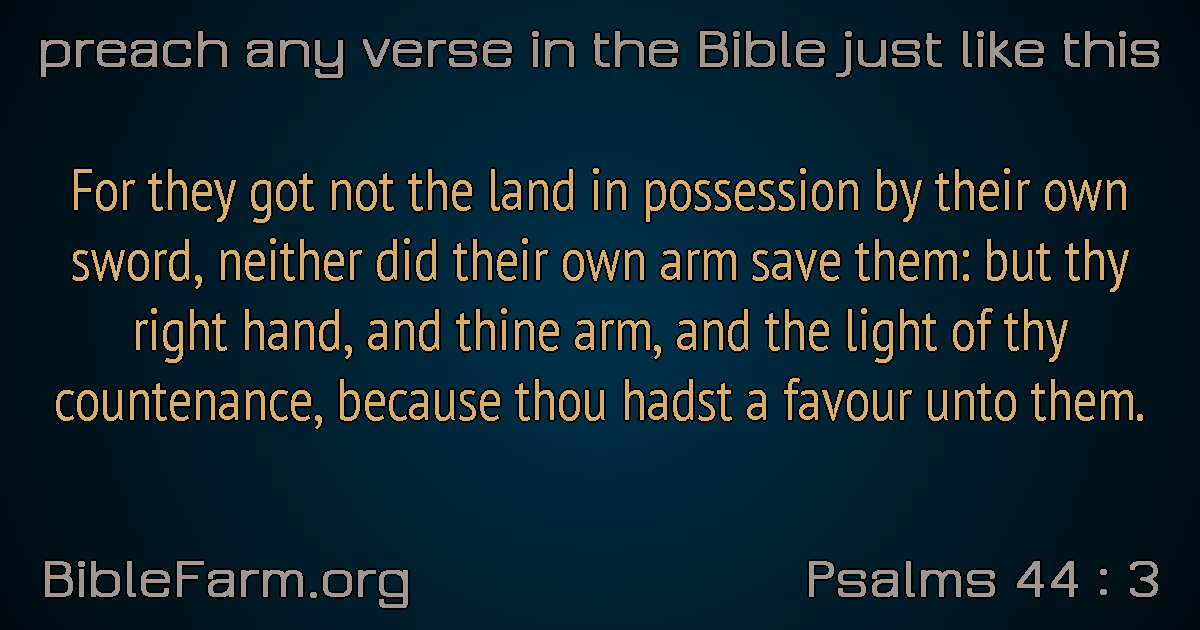 preach any verse in the Bible just like this
For they got not the land in possession by their own
sword, neither did their own arm save them: but thy
right hand, and thine arm, and the light of thy
countenance, because thou hadst a favour unto them.
BibleFarm.org
Psalms 44 : 3